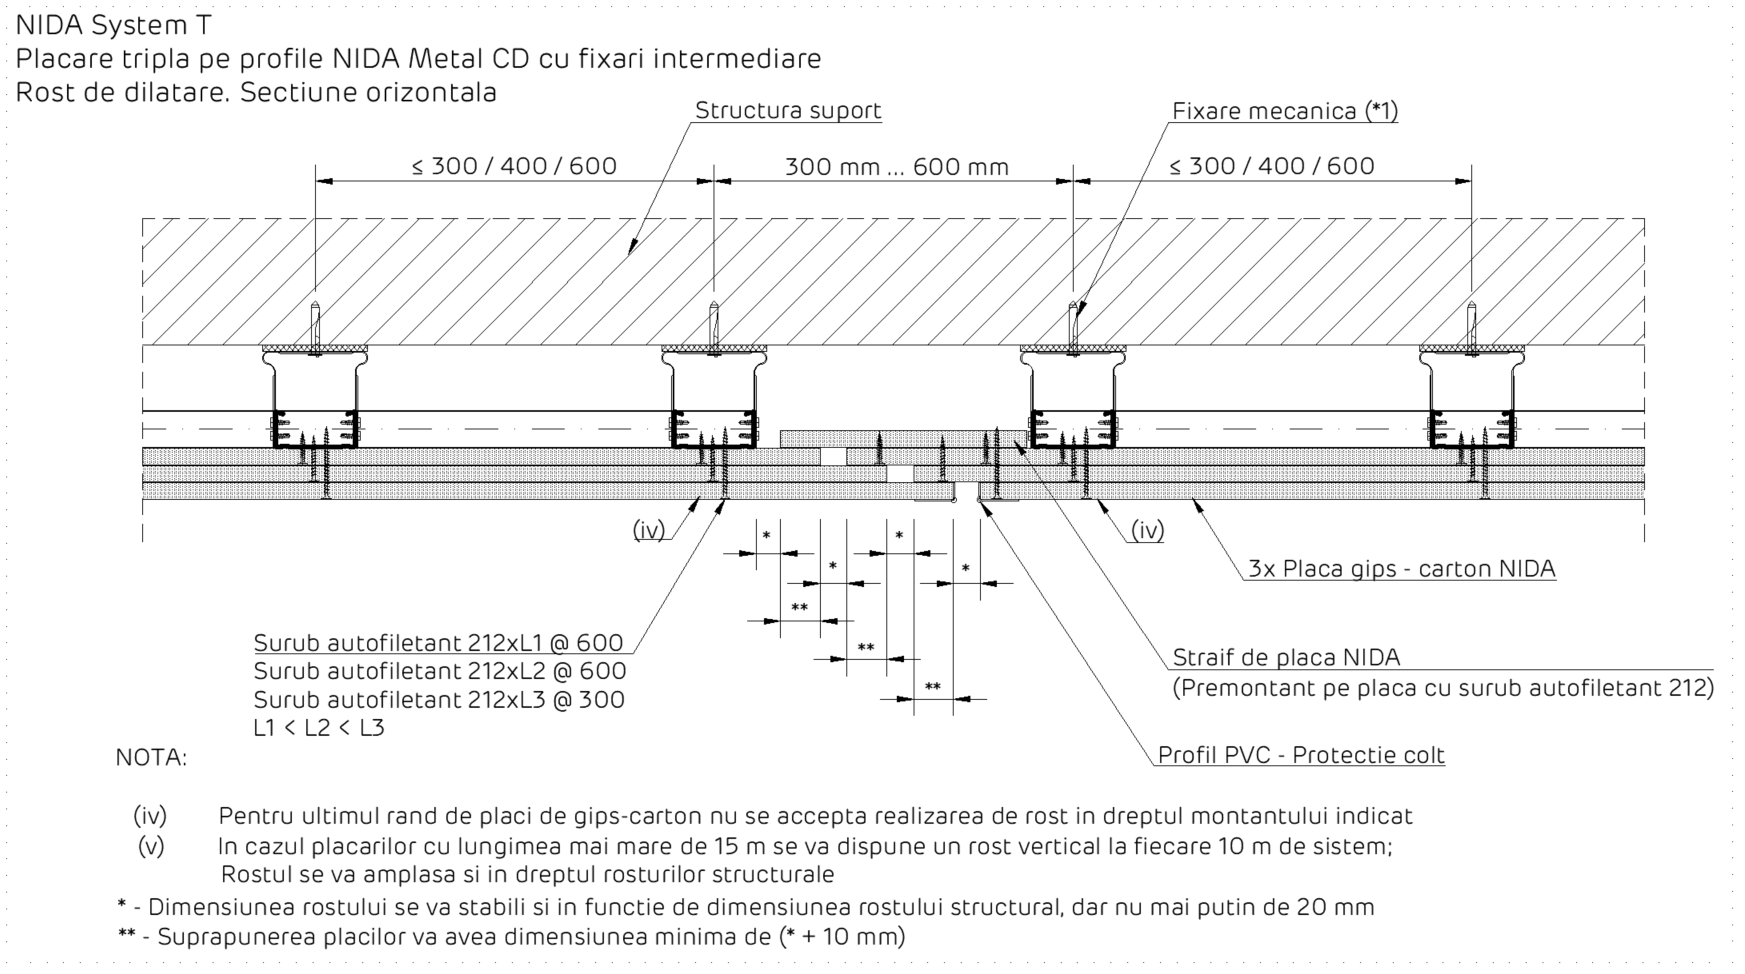 NIDA System T
Placare tripla pe profile NIDA Metal CD cu fixari intermediare
Rost de dilatare. Sectiune orizontala
Structura suport
Fixare mecanica (*1)
≤ 300 / 400 / 600
300 mm ... 600 mm
≤ 300 / 400 / 600
(iv)
(iv)
*
*
*
*
**
**
**
3x Placa gips - carton NIDA
Surub autofiletant 212xL1 @ 600
Surub autofiletant 212xL2 @ 600
Surub autofiletant 212xL3 @ 300
L1 < L2 < L3
Straif de placa NIDA
(Premontant pe placa cu surub autofiletant 212)
Profil PVC - Protectie colt
NOTA:
(iv) Pentru ultimul rand de placi de gips-carton nu se accepta realizarea de rost in dreptul montantului indicat
(v) In cazul placarilor cu lungimea mai mare de 15 m se va dispune un rost vertical la fiecare 10 m de sistem;
Rostul se va amplasa si in dreptul rosturilor structurale
* - Dimensiunea rostului se va stabili si in functie de dimensiunea rostului structural, dar nu mai putin de 20 mm
** - Suprapunerea placilor va avea dimensiunea minima de (* + 10 mm)